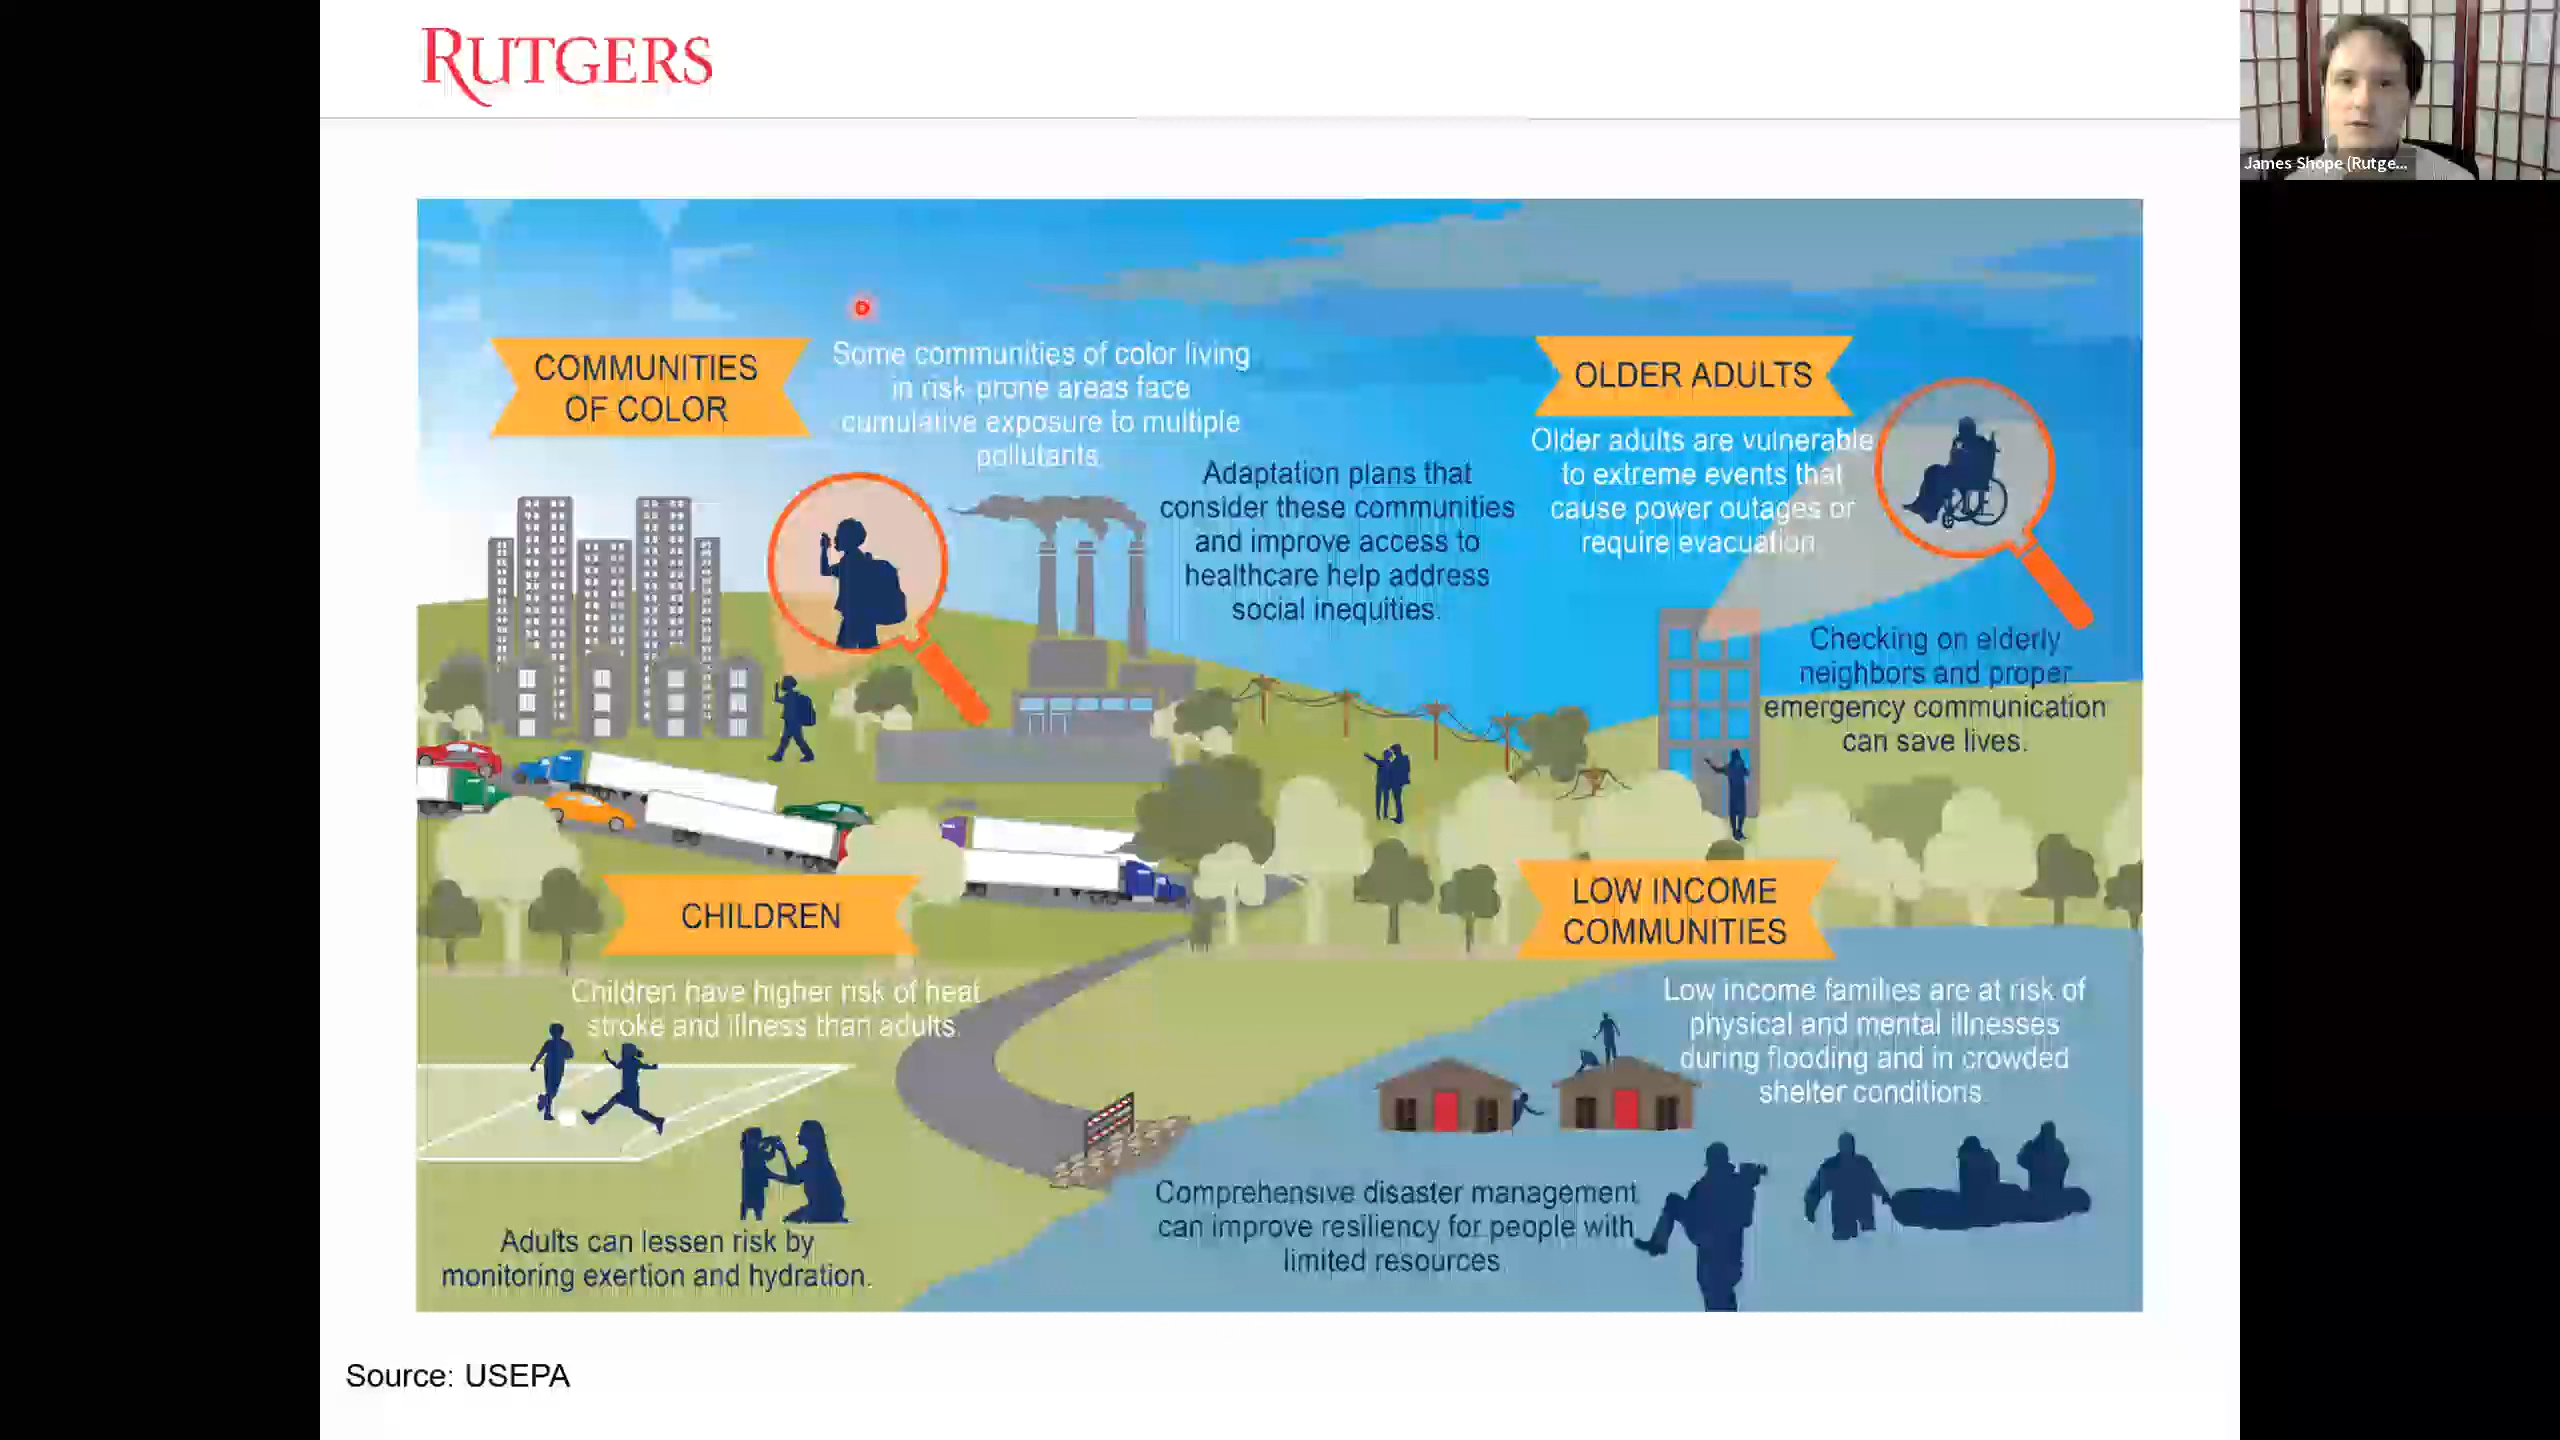 RUTGERS
James Shope (Rutge...
COMMUNITIES
OF COLOR
Some communities of color living
in risk-prone areas face
cumulative exposure to multiple
pollutants.
Adaptation plans that
consider these communities
and improve access to
healthcare help address
social inequities.
OLDER ADULTS
Older adults are vulnerable
to extreme events that
cause power outages or
require evacuation.
Checking on elderly
neighbors and proper
emergency communication
can save lives.
CHILDREN
Children have higher risk of heat
stroke and illness than adults.
Adults can lessen risk by
monitoring exertion and hydration.
LOW INCOME
COMMUNITIES
Low income families are at risk of
physical and mental illnesses
during flooding and in crowded
shelter conditions.
Comprehensive disaster management
can improve resiliency for people with
limited resources.
Source: USEPA